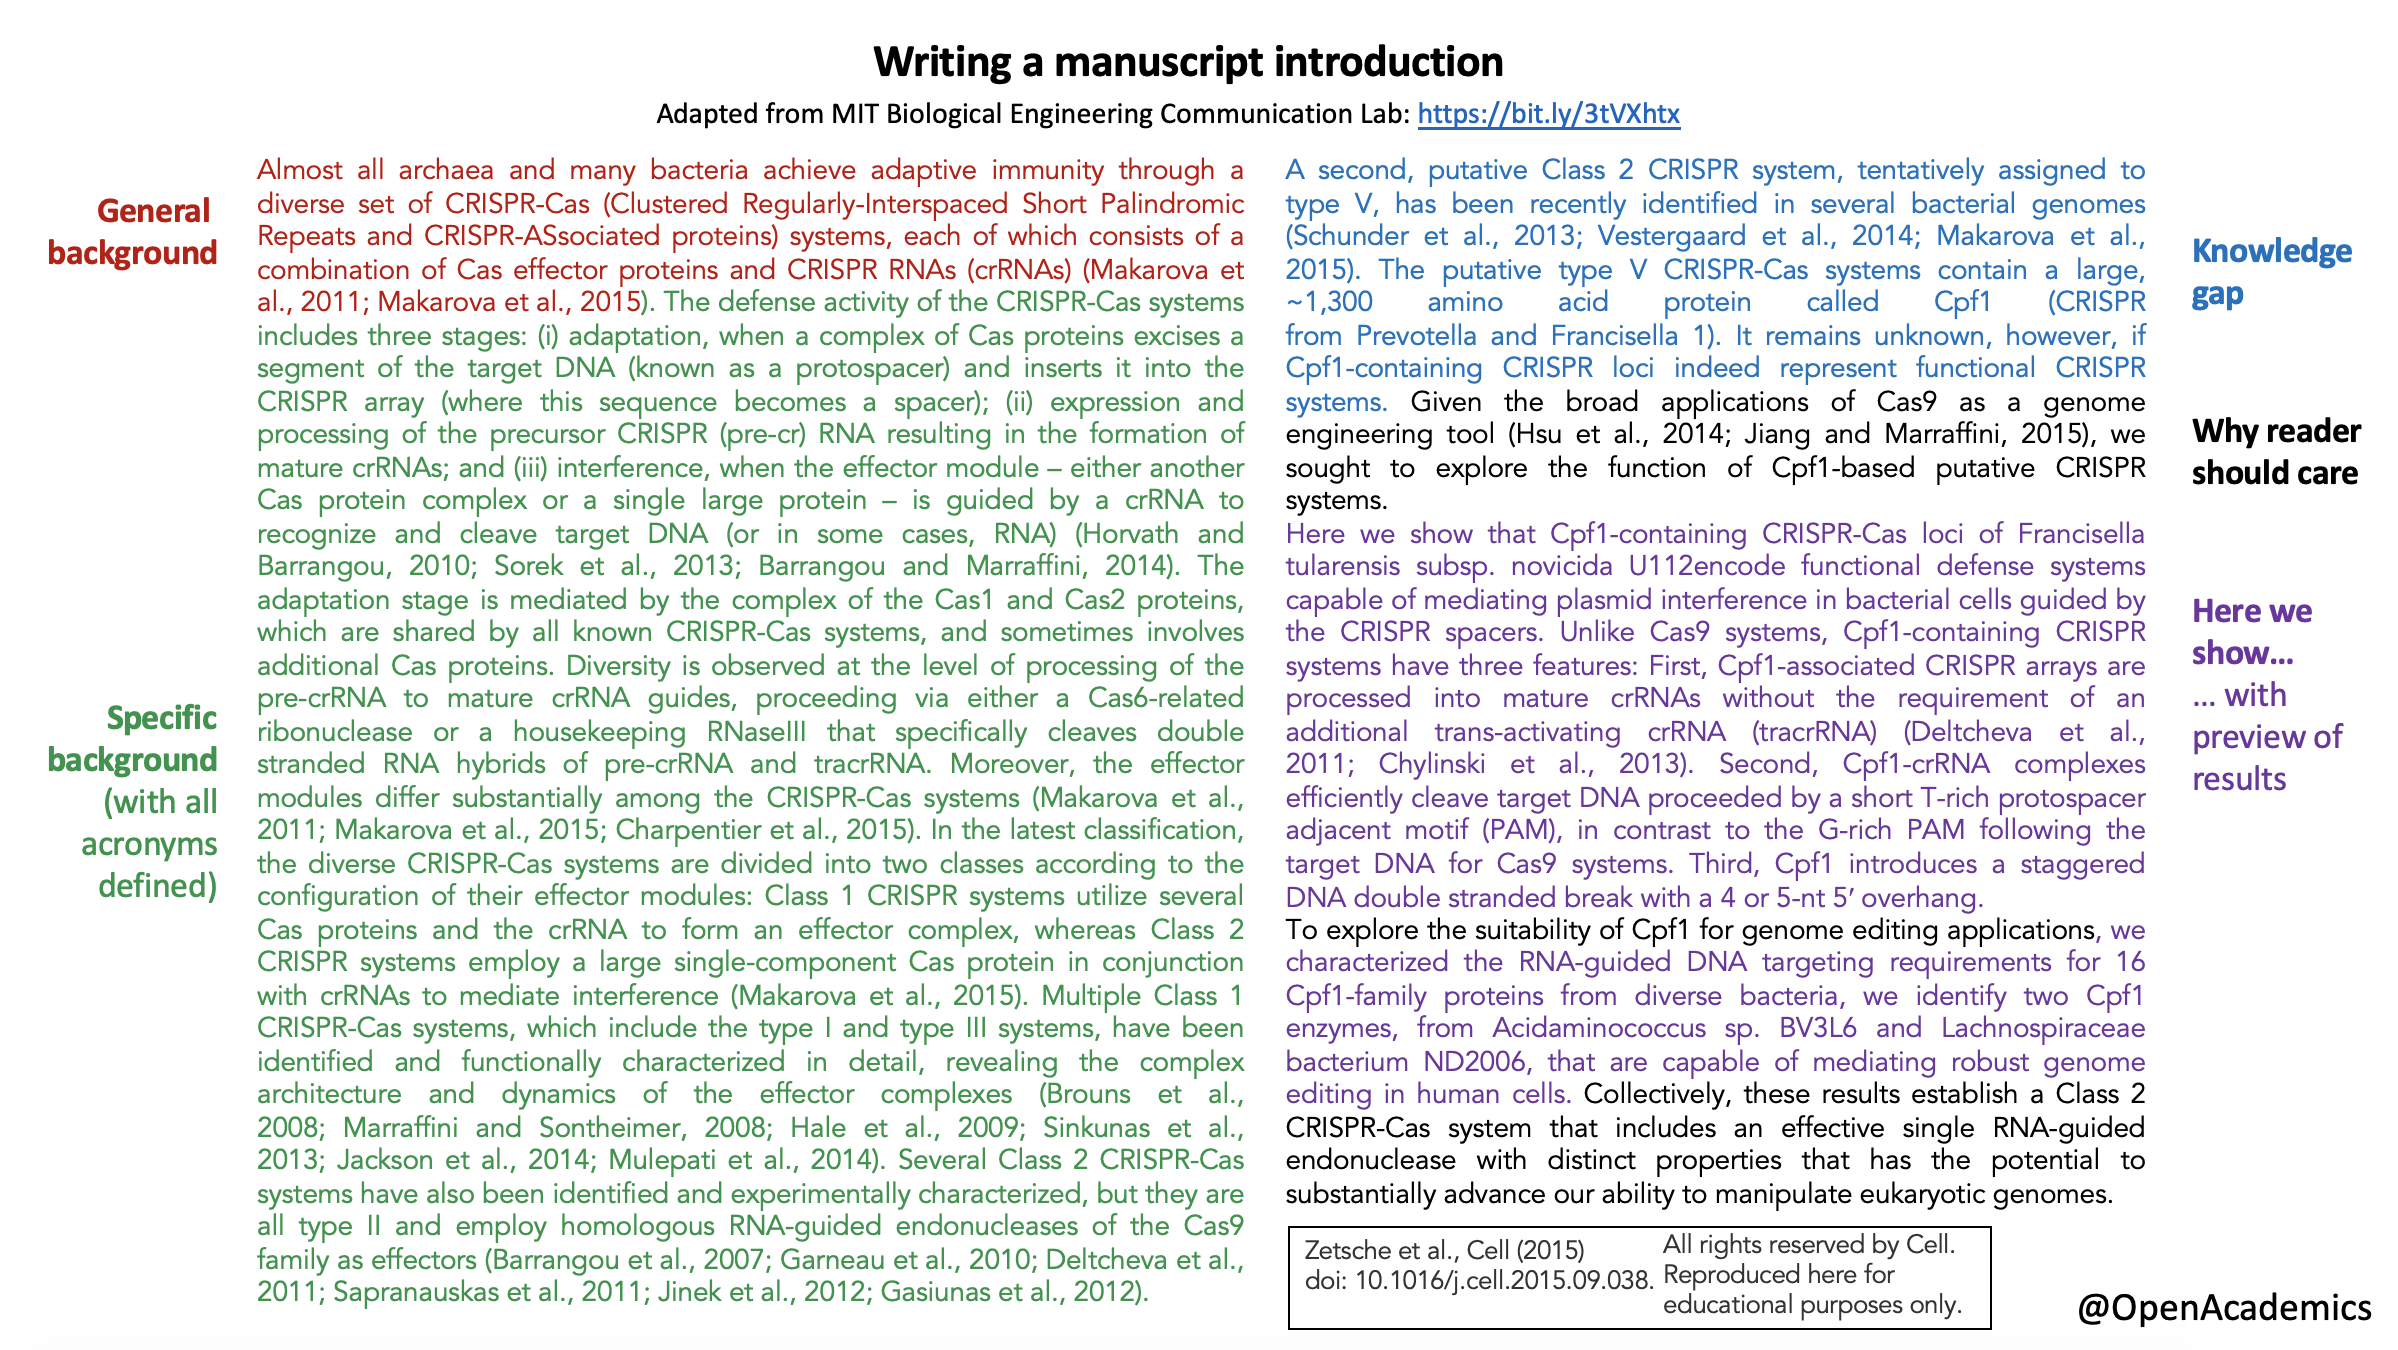 Writing a manuscript introduction
Adapted from MIT Biological Engineering Communication Lab: https://bit.ly/3tVXhtx
General
background
Almost all archaea and many bacteria achieve adaptive immunity through a
diverse set of CRISPR-Cas (Clustered Regularly-Interspaced Short Palindromic
Repeats and CRISPR-ASsociated proteins) systems, each of which consists of a
combination of Cas effector proteins and CRISPR RNAs (crRNAs) (Makarova et
al., 2011; Makarova et al., 2015). The defense activity of the CRISPR-Cas systems
includes three stages: (i) adaptation, when a complex of Cas proteins excises a
segment of the target DNA (known as a protospacer) and inserts it into the
CRISPR array (where this sequence becomes a spacer); (ii) expression and
processing of the precursor CRISPR (pre-cr) RNA resulting in the formation of
mature crRNAs; and (iii) interference, when the effector module – either another
Cas protein complex or a single large protein – is guided by a crRNA to
recognize and cleave target DNA (or in some cases, RNA) (Horvath and
Barrangou, 2010; Sorek et al., 2013; Barrangou and Marraffini, 2014). The
adaptation stage is mediated by the complex of the Cas1 and Cas2 proteins,
which are shared by all known CRISPR-Cas systems, and sometimes involves
additional Cas proteins. Diversity is observed at the level of processing of the
pre-crRNA to mature crRNA guides, proceeding via either a Cas6-related
ribonuclease or a housekeeping RNaseIII that specifically cleaves double
stranded RNA hybrids of pre-crRNA and tracrRNA. Moreover, the effector
modules differ substantially among the CRISPR-Cas systems (Makarova et al.,
2011; Makarova et al., 2015; Charpentier et al., 2015). In the latest classification,
the diverse CRISPR-Cas systems are divided into two classes according to the
configuration of their effector modules: Class 1 CRISPR systems utilize several
Cas proteins and the crRNA to form an effector complex, whereas Class 2
CRISPR systems employ a large single-component Cas protein in conjunction
with crRNAs to mediate interference (Makarova et al., 2015). Multiple Class 1
CRISPR-Cas systems, which include the type I and type III systems, have been
identified and functionally characterized in detail, revealing the complex
architecture and dynamics of the effector complexes (Brouns et al.,
2008; Marraffini and Sontheimer, 2008; Hale et al., 2009; Sinkunas et al.,
2013; Jackson et al., 2014; Mulepati et al., 2014). Several Class 2 CRISPR-Cas
systems have also been identified and experimentally characterized, but they are
all type II and employ homologous RNA-guided endonucleases of the Cas9
family as effectors (Barrangou et al., 2007; Garneau et al., 2010; Deltcheva et al.,
2011; Sapranauskas et al., 2011; Jinek et al., 2012; Gasiunas et al., 2012).
Specific
background
(with all
acronyms
defined)
A second, putative Class 2 CRISPR system, tentatively assigned to
type V, has been recently identified in several bacterial genomes
(Schunder et al., 2013; Vestergaard et al., 2014; Makarova et al.,
2015). The putative type V CRISPR-Cas systems contain a large,
~1,300 amino acid protein called Cpf1 (CRISPR
from Prevotella and Francisella 1). It remains unknown, however, if
Cpf1-containing CRISPR loci indeed represent functional CRISPR
systems. Given the broad applications of Cas9 as a genome
engineering tool (Hsu et al., 2014; Jiang and Marraffini, 2015), we
sought to explore the function of Cpf1-based putative CRISPR
systems.
Here we show that Cpf1-containing CRISPR-Cas loci of Francisella
tularensis subsp. novicida U112encode functional defense systems
capable of mediating plasmid interference in bacterial cells guided by
the CRISPR spacers. Unlike Cas9 systems, Cpf1-containing CRISPR
systems have three features: First, Cpf1-associated CRISPR arrays are
processed into mature crRNAs without the requirement of an
additional trans-activating crRNA (tracrRNA) (Deltcheva et al.,
2011; Chylinski et al., 2013). Second, Cpf1-crRNA complexes
efficiently cleave target DNA proceeded by a short T-rich protospacer
adjacent motif (PAM), in contrast to the G-rich PAM following the
target DNA for Cas9 systems. Third, Cpf1 introduces a staggered
DNA double stranded break with a 4 or 5-nt 5’ overhang.
To explore the suitability of Cpf1 for genome editing applications, we
characterized the RNA-guided DNA targeting requirements for 16
Cpf1-family proteins from diverse bacteria, we identify two Cpf1
enzymes, from Acidaminococcus sp. BV3L6 and Lachnospiraceae
bacterium ND2006, that are capable of mediating robust genome
editing in human cells. Collectively, these results establish a Class 2
CRISPR-Cas system that includes an effective single RNA-guided
endonuclease with distinct properties that has the potential to
substantially advance our ability to manipulate eukaryotic genomes.
Knowledge
gap
Why reader
should care
Here we
show...
... with
preview of
results
Zetsche et al., Cell (2015)
doi: 10.1016/j.cell.2015.09.038.
All rights reserved by Cell.
Reproduced here for
educational purposes only.
@OpenAcademics